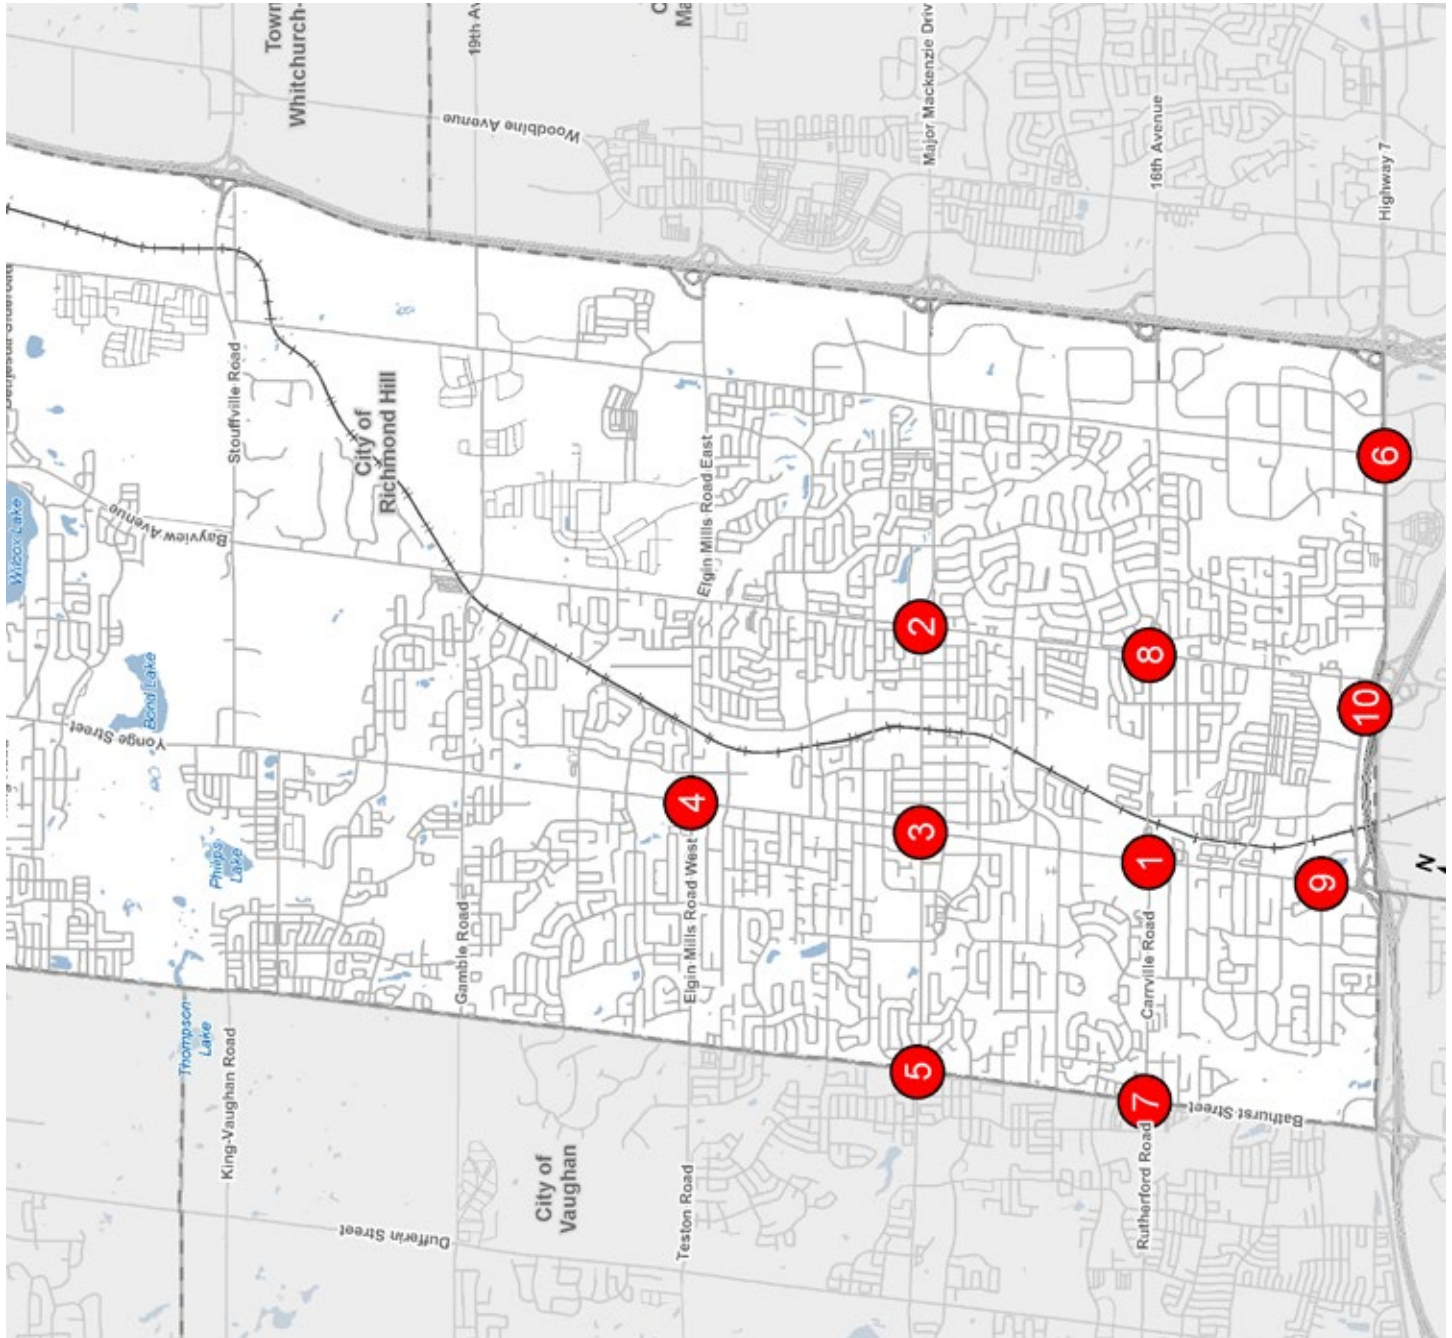 Wilcox Lake
Bayview Avenue
Yonge Street
Bond Lake
Thompson
Lake
Philips
Lake
King-Vaughan Road
Stouffville Road
Town
Whitchurch-
City of
Richmond Hill
Dufferin Street
Gamble Road
19th Av
Woodbine Avenue
City of
Vaughan
C
Ma
Teston Road
Elgin Mills Road West
4
Elgin Mills Road East
5
3
2
Major Mackenzie Driv
Rutherford Road
7
Carrville Road
1
8
16th Avenue
Bathurst Street
9
10
6
Highway 7
N